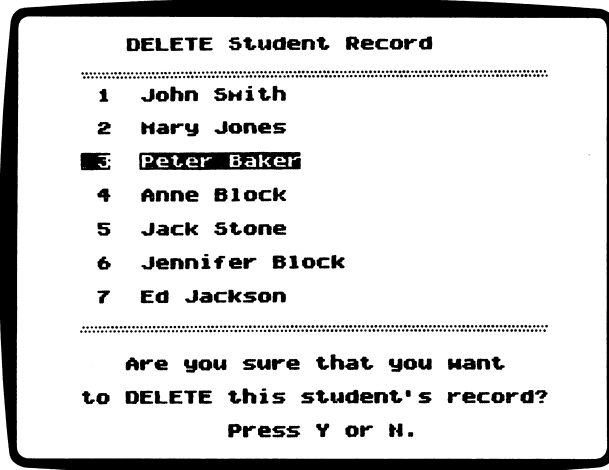 DELETE Student Record
1 John Smith
2 Mary Jones
3 Peter Baker
4 Anne Block
5 Jack Stone
6 Jennifer Block
7 Ed Jackson
Are you sure that you want
to DELETE this student's record?
Press Y or N.